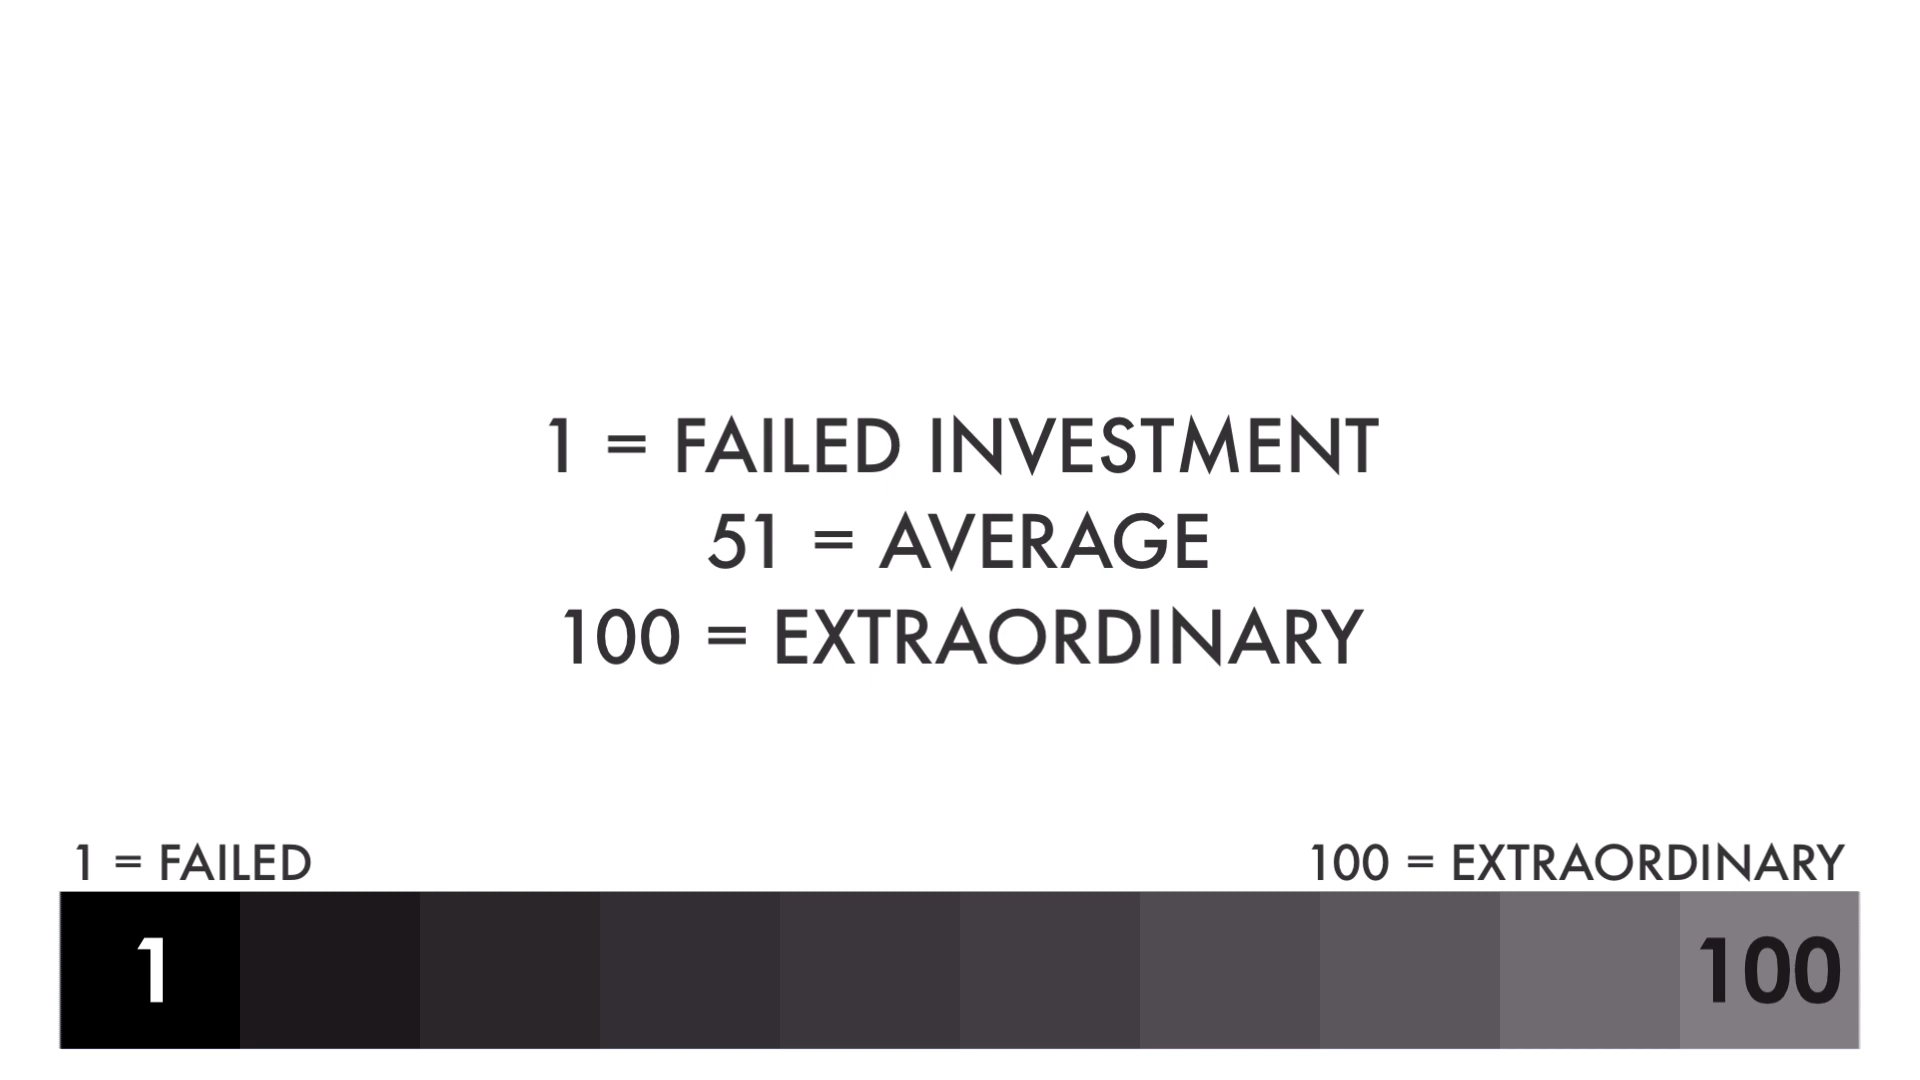 1 = FAILED INVESTMENT
51 = AVERAGE
100 = EXTRAORDINARY
1 = FAILED
100 = EXTRAORDINARY
1
100